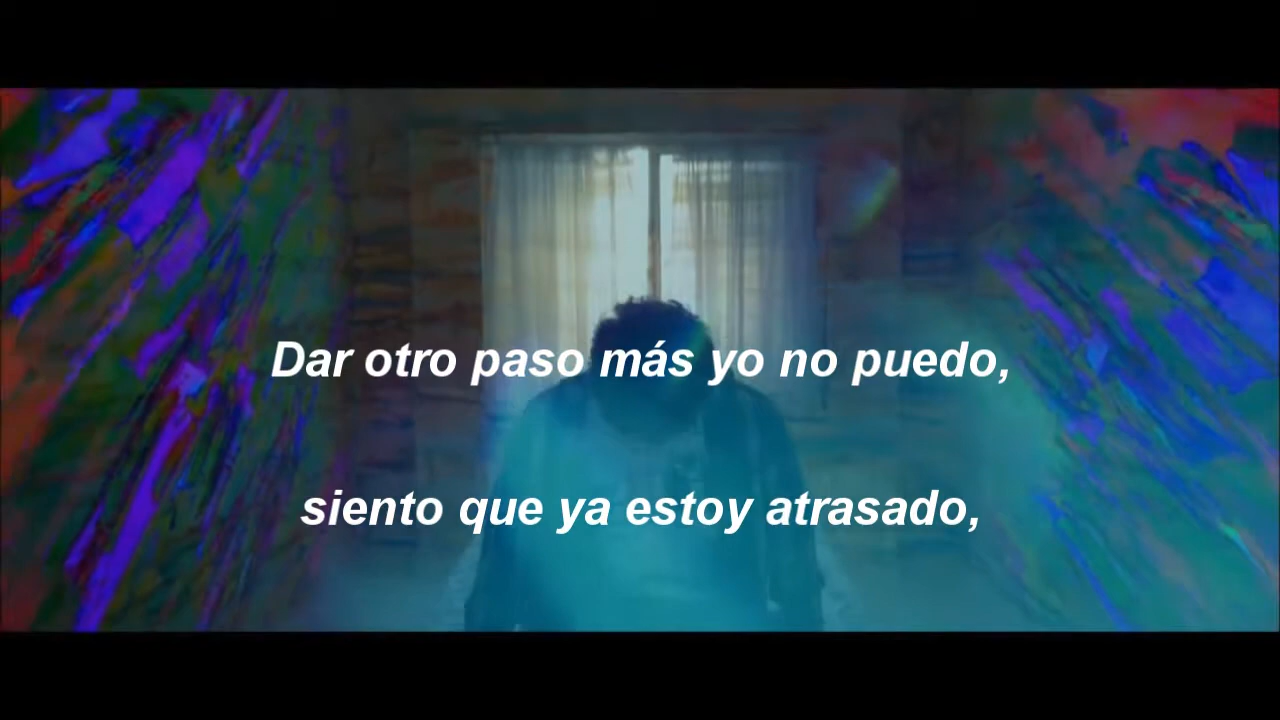 Dar otro paso más yo no puedo,
siento que ya estoy atrasado,